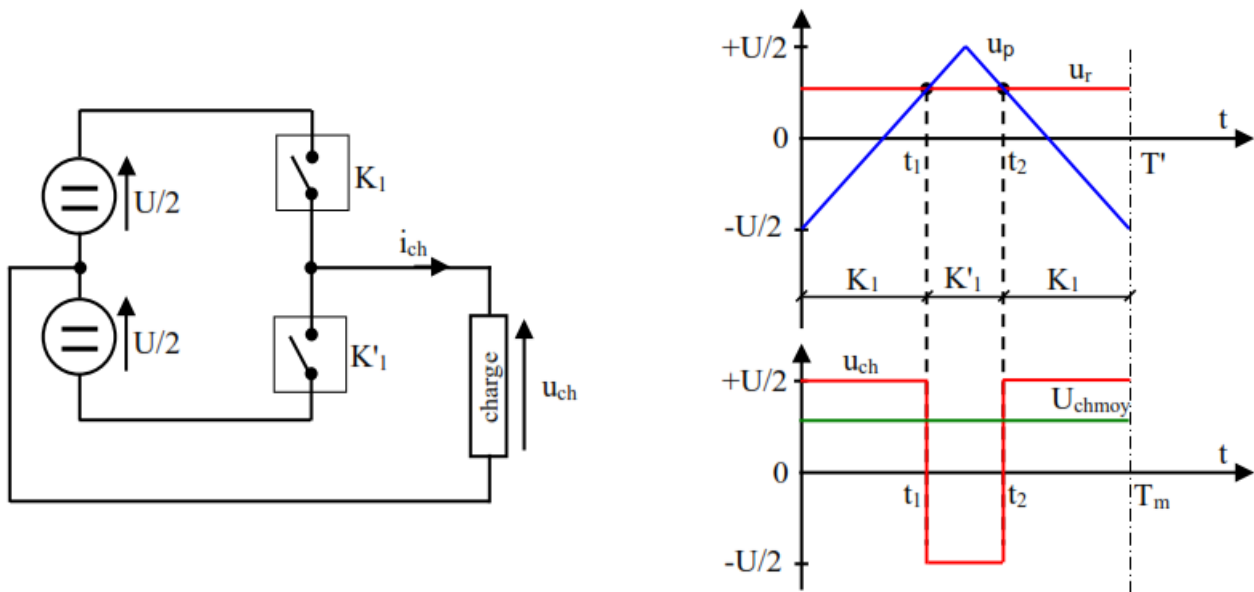 U/2
U/2
K1
K'1
ich
charge
uch
+U/2
up
ur
0
t
t1
t2
T'
-U/2
K1
K'1
K1
+U/2
uch
Uchmoy
0
t
t1
t2
Tm
-U/2